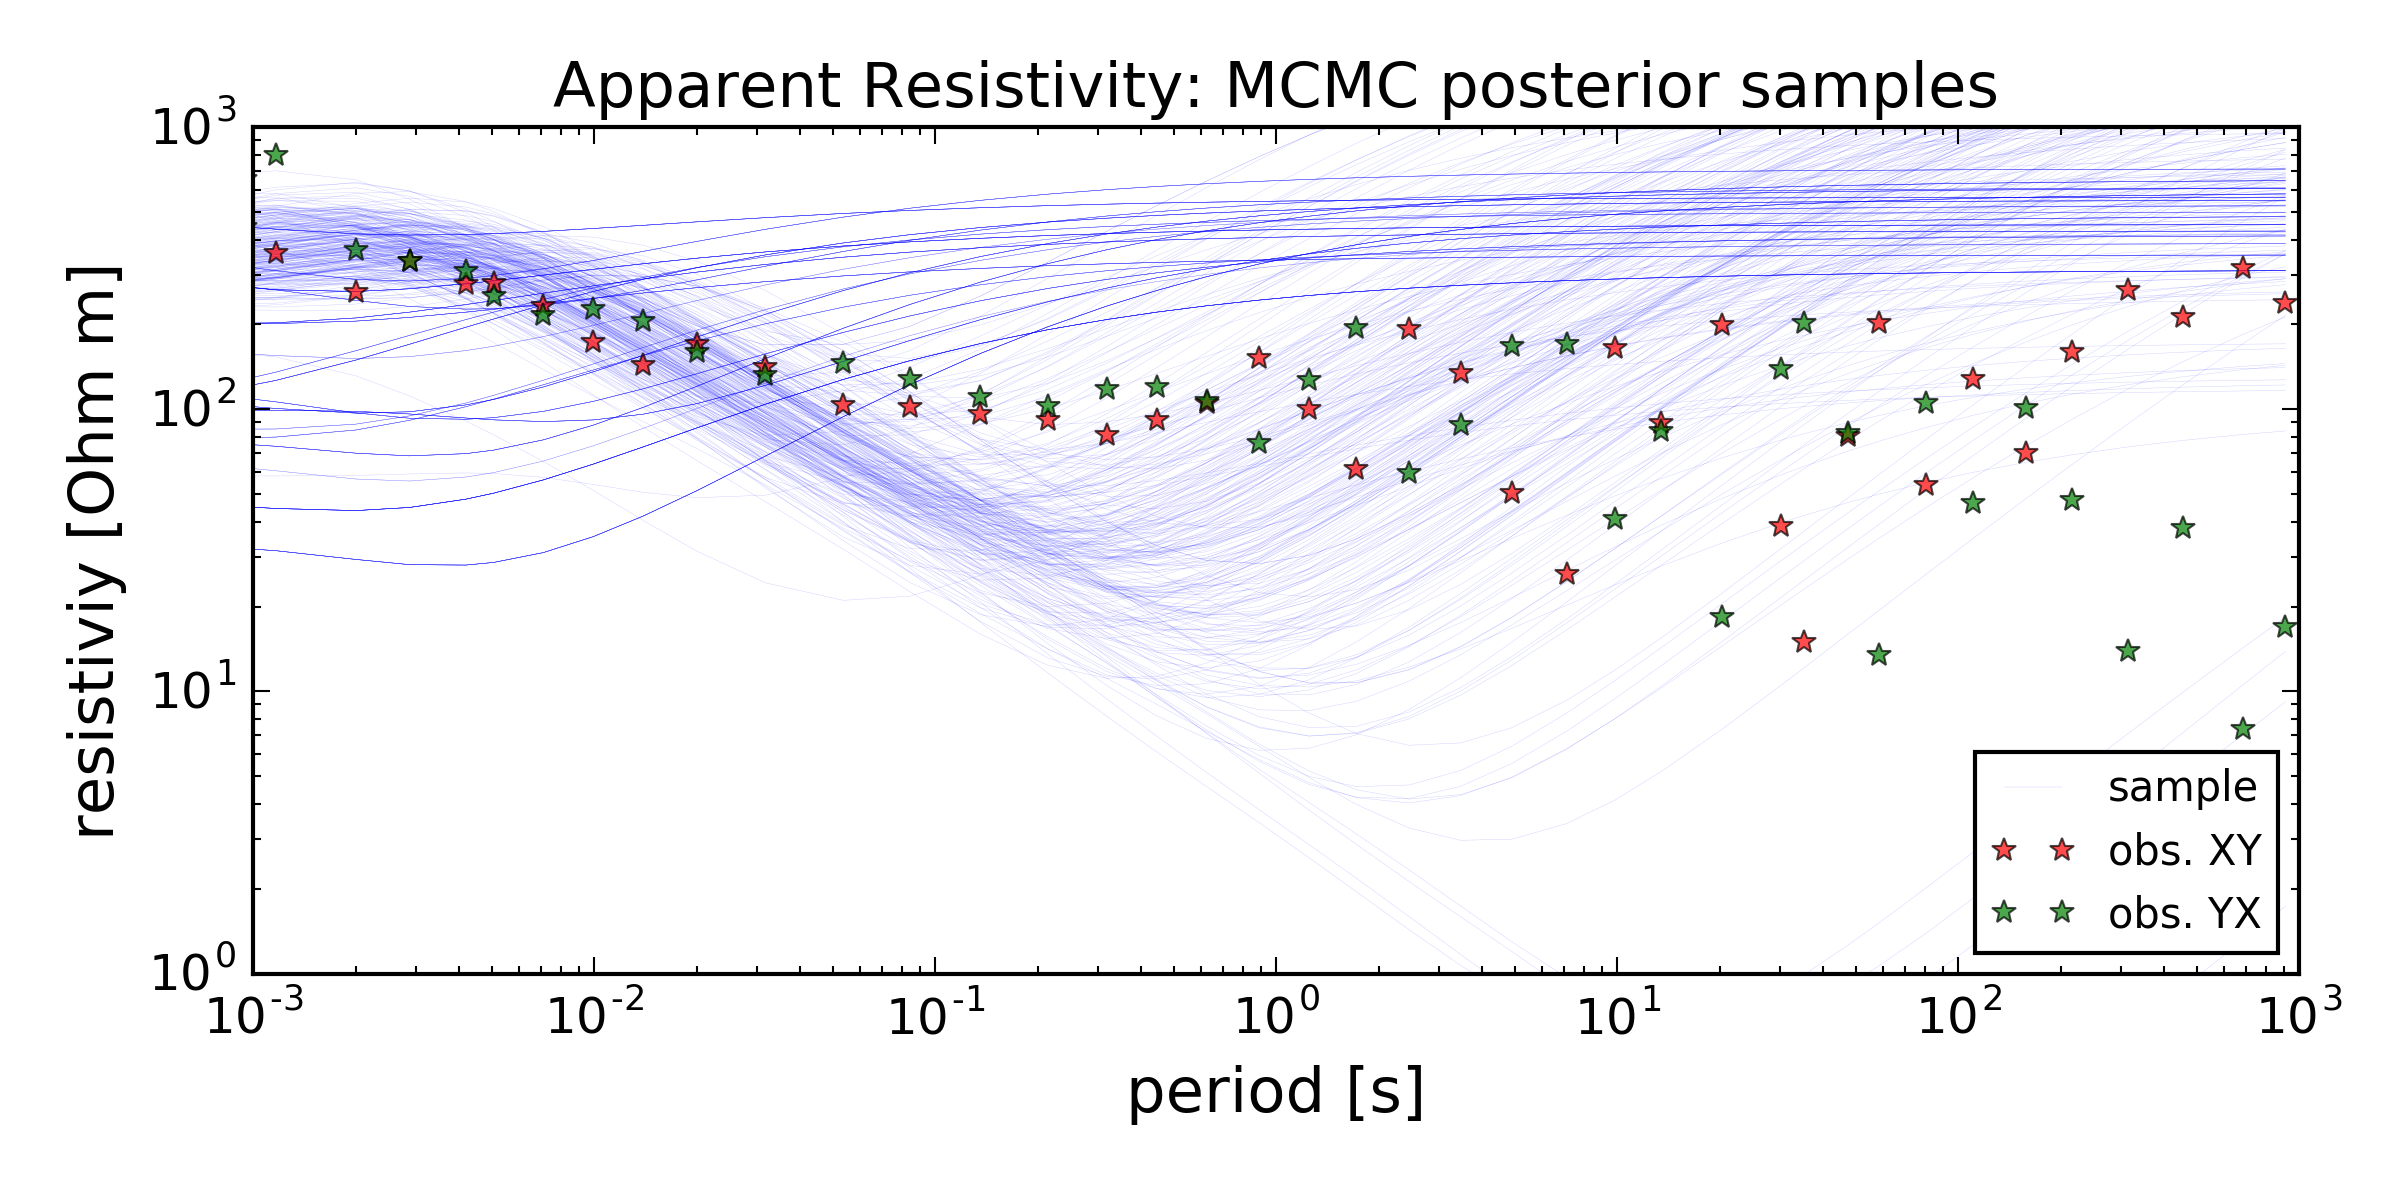 Apparent Resistivity: MCMC posterior samples
10^3
10^2
10^1
10^0
resistiviy [Ohm m]
10^-3 10^-2 10^-1 10^0 10^1 10^2 10^3
period [s]
sample
obs. XY
obs. YX